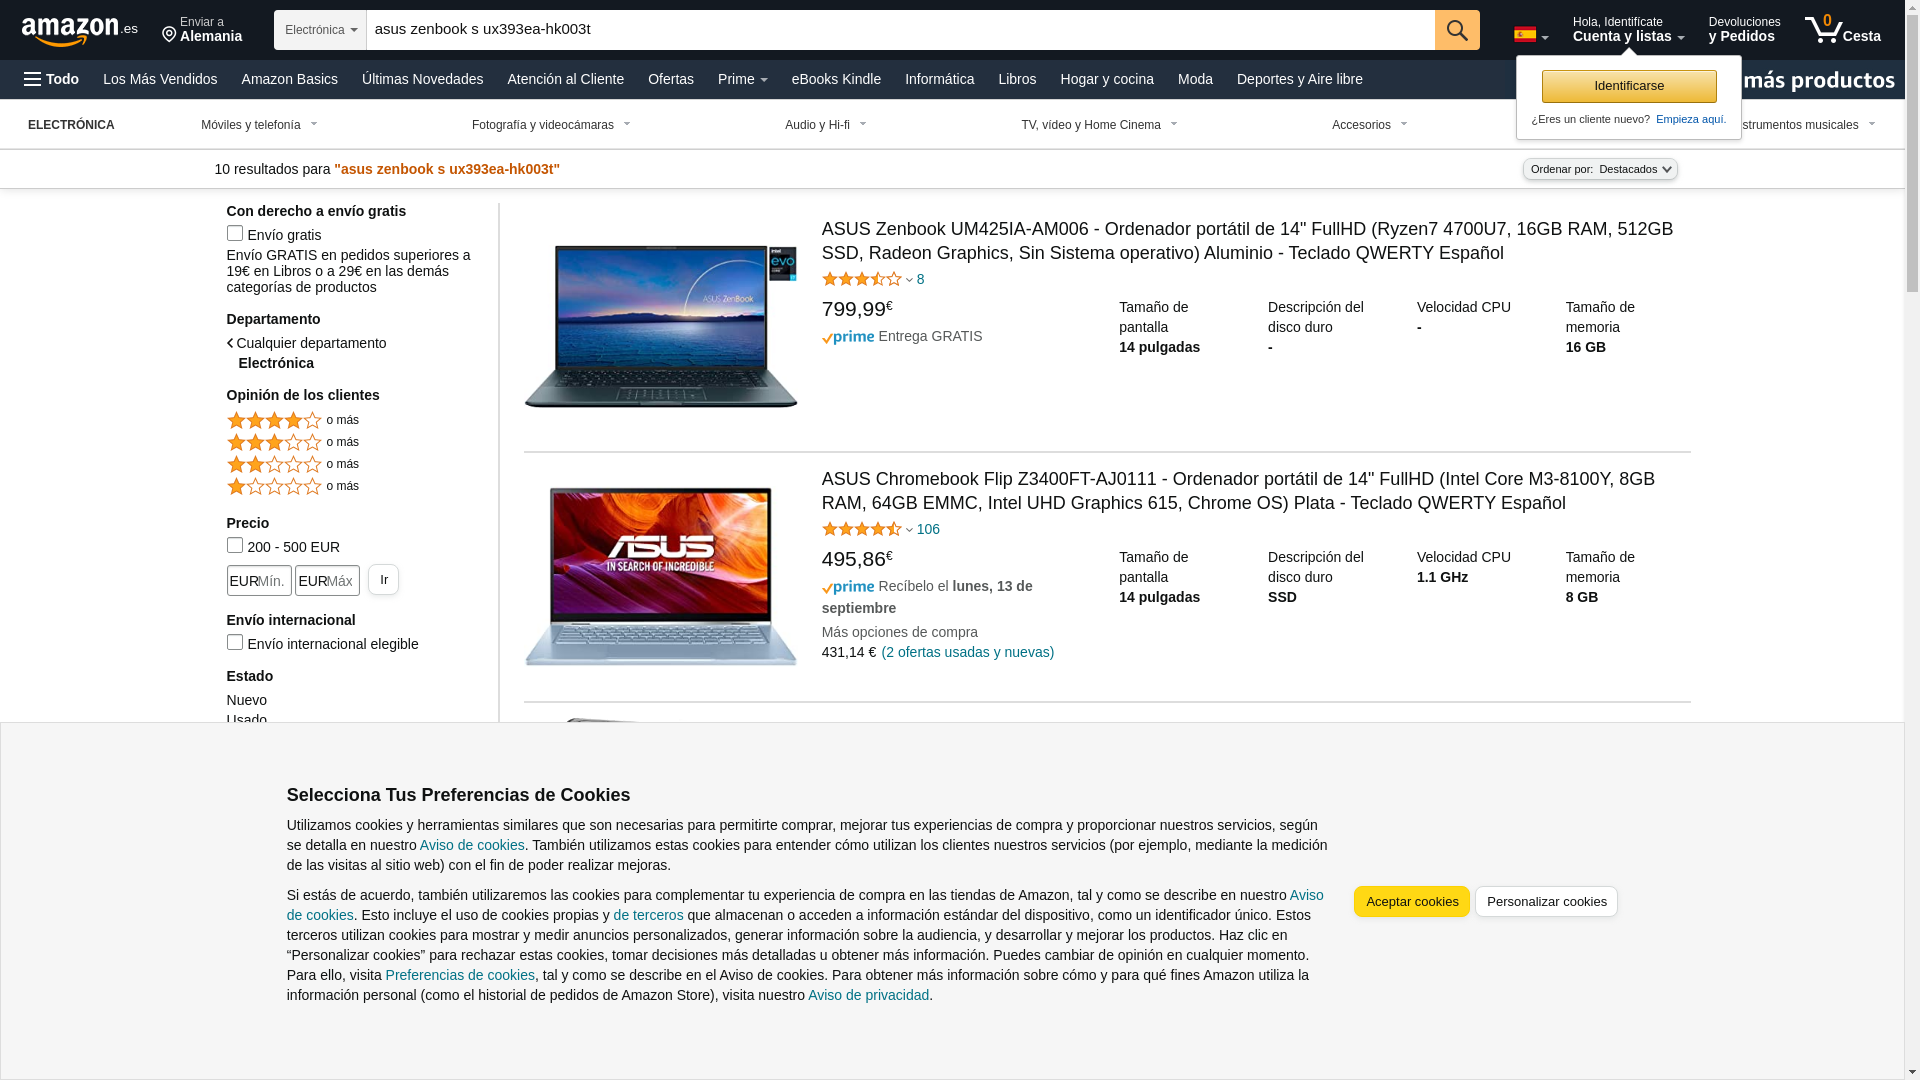 amazon.es
Enviar a
Alemania
Electrónica
asus zenbook s ux393ea-hk003t
Hola, Identifícate
Cuenta y listas
Devoluciones
y Pedidos
0
Cesta
Todo
Los Más Vendidos
Amazon Basics
Últimas Novedades
Atención al Cliente
Ofertas
Prime
eBooks Kindle
Informática
Libros
Hogar y cocina
Moda
Deportes y Aire libre
más productos
Identificarse
¿Eres un cliente nuevo? Empieza aquí.
ELECTRÓNICA
Móviles y telefonía
Fotografía y videocámaras
Audio y Hi-fi
TV, vídeo y Home Cinema
Accesorios
strumentos musicales
10 resultados para "asus zenbook s ux393ea-hk003t"
Ordenar por: Destacados
Con derecho a envío gratis
Envío gratis
Envío GRATIS en pedidos superiores a
19€ en Libros o a 29€ en las demás
categorías de productos
Departamento
Cualquier departamento
Electrónica
Opinión de los clientes
o más
o más
o más
o más
Precio
200 - 500 EUR
EUR Mín.
EUR Máx
Ir
Envío internacional
Envío internacional elegible
Estado
Nuevo
Usado
intel
evo
ASUS ZenBook
ASUS Zenbook UM425IA-AM006 - Ordenador portátil de 14" FullHD (Ryzen7 4700U7, 16GB RAM, 512GB
SSD, Radeon Graphics, Sin Sistema operativo) Aluminio - Teclado QWERTY Español
8
799,99€
prime Entrega GRATIS
Tamaño de
pantalla
14 pulgadas
Descripción del
disco duro
-
Velocidad CPU
-
Tamaño de
memoria
16 GB
ASUS
IN SEARCH OF INCREDIBLE
ASUS Chromebook Flip Z3400FT-AJ0111 - Ordenador portátil de 14" FullHD (Intel Core M3-8100Y, 8GB
RAM, 64GB EMMC, Intel UHD Graphics 615, Chrome OS) Plata - Teclado QWERTY Español
106
495,86€
prime Recíbelo el lunes, 13 de
septiembre
Más opciones de compra
431,14 € (2 ofertas usadas y nuevas)
Tamaño de
pantalla
14 pulgadas
Descripción del
disco duro
SSD
Velocidad CPU
1.1 GHz
Tamaño de
memoria
8 GB
Selecciona Tus Preferencias de Cookies
Utilizamos cookies y herramientas similares que son necesarias para permitirte comprar, mejorar tus experiencias de compra y proporcionar nuestros servicios, según
se detalla en nuestro Aviso de cookies. También utilizamos estas cookies para entender cómo utilizan los clientes nuestros servicios (por ejemplo, mediante la medición
de las visitas al sitio web) con el fin de poder realizar mejoras.
Si estás de acuerdo, también utilizaremos las cookies para complementar tu experiencia de compra en las tiendas de Amazon, tal y como se describe en nuestro Aviso
de cookies. Esto incluye el uso de cookies propias y de terceros que almacenan o acceden a información estándar del dispositivo, como un identificador único. Estos
terceros utilizan cookies para mostrar y medir anuncios personalizados, generar información sobre la audiencia, y desarrollar y mejorar los productos. Haz clic en
“Personalizar cookies” para rechazar estas cookies, tomar decisiones más detalladas u obtener más información. Puedes cambiar de opinión en cualquier momento.
Para ello, visita Preferencias de cookies, tal y como se describe en el Aviso de cookies. Para obtener más información sobre cómo y para qué fines Amazon utiliza la
información personal (como el historial de pedidos de Amazon Store), visita nuestro Aviso de privacidad.
Aceptar cookies
Personalizar cookies